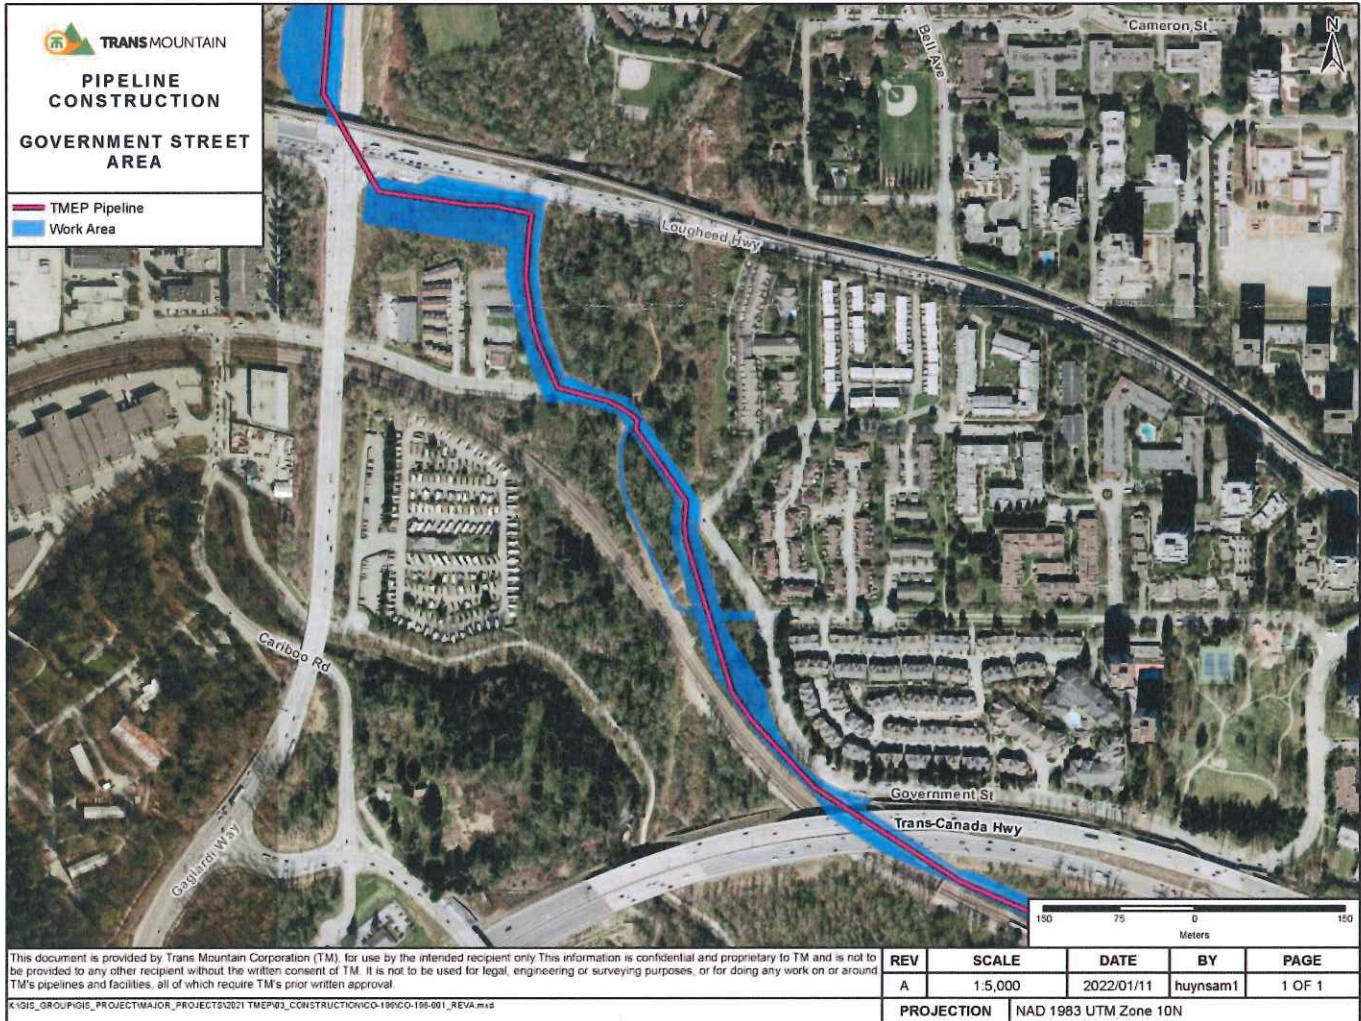 TRANSMOUNTAIN
PIPELINE
CONSTRUCTION
GOVERNMENT STREET
AREA
TMEP Pipeline
Work Area
Cameron St
Bell Ave
N
Lougheed Hwy
Cariboo Rd
Gaglardi Way
Government St
Trans-Canada Hwy
150 75 0 150
Meters
This document is provided by Trans Mountain Corporation (TM), for use by the intended recipient only This information is confidential and proprietary to TM and is not to
be provided to any other recipient without the written consent of TM. It is not to be used for legal, engineering or surveying purposes, or for doing any work on or around
TM's pipelines and facilities, all of which require TM's prior written approval.
REV SCALE DATE BY PAGE
A 1:5,000 2022/01/11 huynsam1 1 OF 1
PROJECTION NAD 1983 UTM Zone 10N